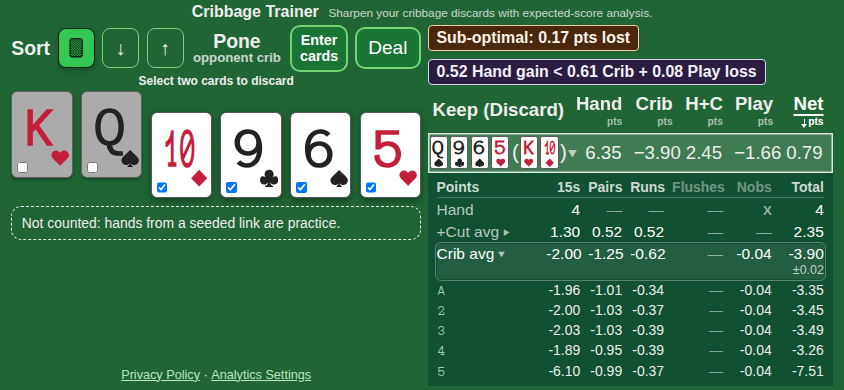 Cribbage Trainer Sharpen your cribbage discards with expected-score analysis.
Sort ↓ ↑ Pone opponent crib Enter cards Deal
Select two cards to discard
K Q 10 9 6 5
Not counted: hands from a seeded link are practice.
Privacy Policy · Analytics Settings
Sub-optimal: 0.17 pts lost
0.52 Hand gain < 0.61 Crib + 0.08 Play loss
Keep (Discard) Hand pts Crib pts H+C pts Play pts Net ↓pts
Q 9 6 5 ( K 10 ) ▾ 6.35 −3.90 2.45 −1.66 0.79
Points 15s Pairs Runs Flushes Nobs Total
Hand 4 — — — x 4
+Cut avg ▸ 1.30 0.52 0.52 — — 2.35
Crib avg ▾ -2.00 -1.25 -0.62 — -0.04 -3.90
±0.02
A -1.96 -1.01 -0.34 — -0.04 -3.35
2 -2.00 -1.03 -0.37 — -0.04 -3.45
3 -2.03 -1.03 -0.39 — -0.04 -3.49
4 -1.89 -0.95 -0.39 — -0.04 -3.26
5 -6.10 -0.99 -0.37 — -0.04 -7.51